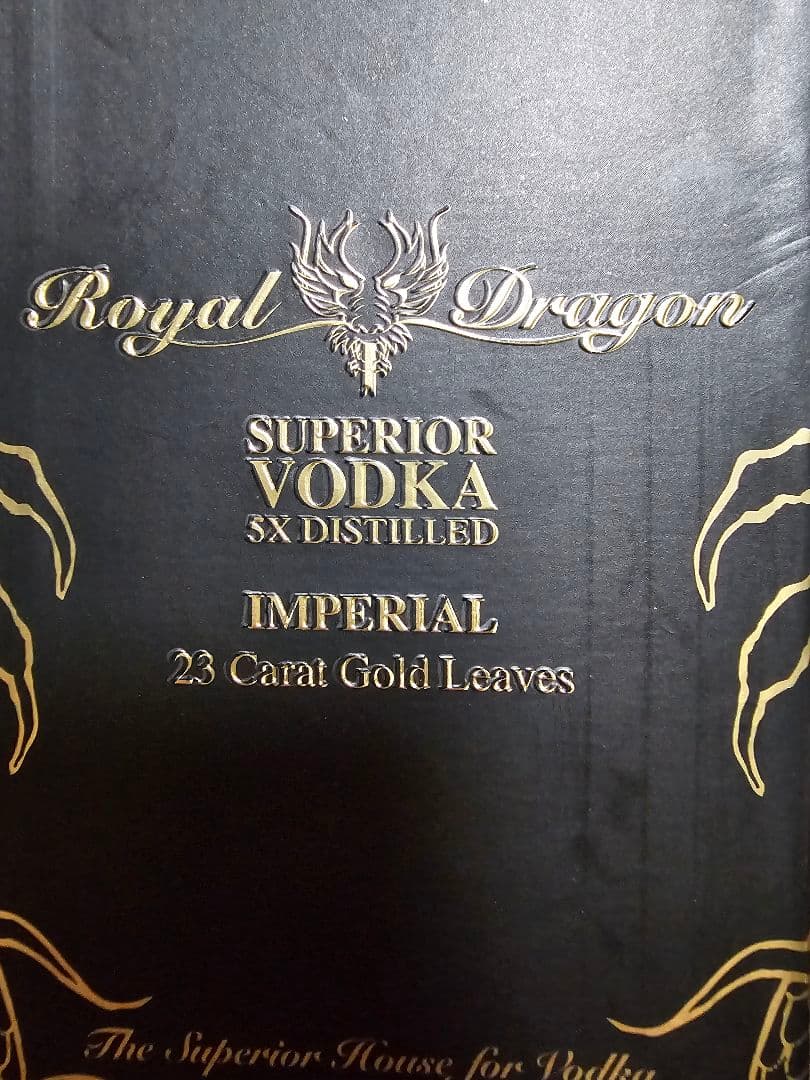 Royal Dragon
SUPERIOR
VODKA
5X DISTILLED
IMPERIAL
23 Carat Gold Leaves
The Superior House for Vodka